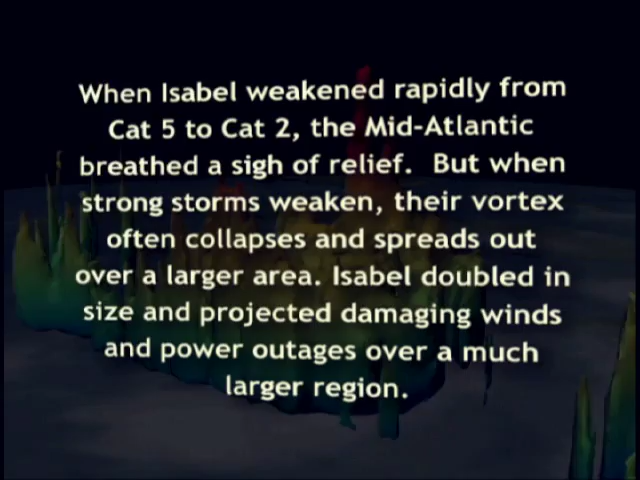 When Isabel weakened rapidly from
Cat 5 to Cat 2, the Mid-Atlantic
breathed a sigh of relief.  But when
strong storms weaken, their vortex
often collapses and spreads out
over a larger area. Isabel doubled in
size and projected damaging winds
and power outages over a much
larger region.